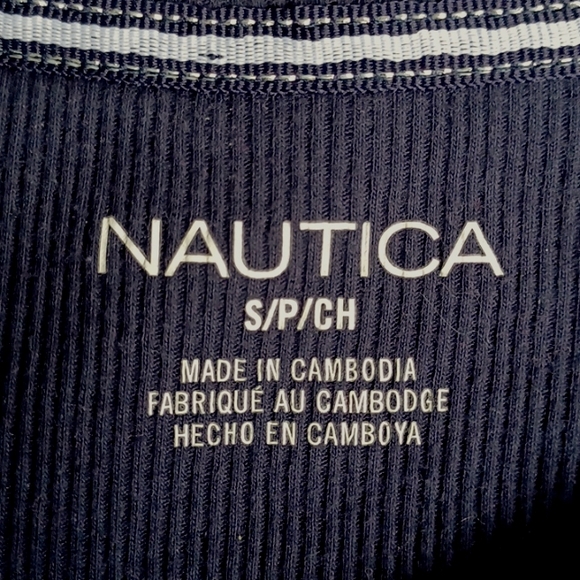 NAUTICA
S/P/CH
MADE IN CAMBODIA
FABRIQUÉ AU CAMBODGE
HECHO EN CAMBOYA